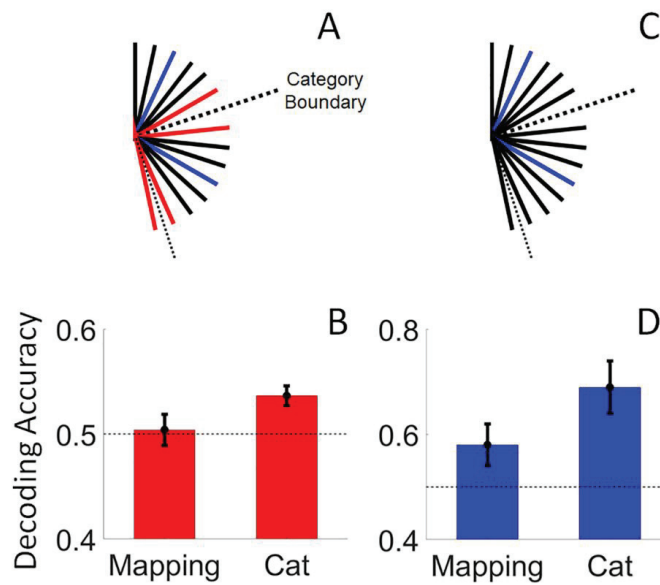 A
C
Category
Boundary
B
D
Decoding Accuracy
0.6
0.5
0.4
Mapping
Cat
0.8
0.6
0.4
Mapping
Cat